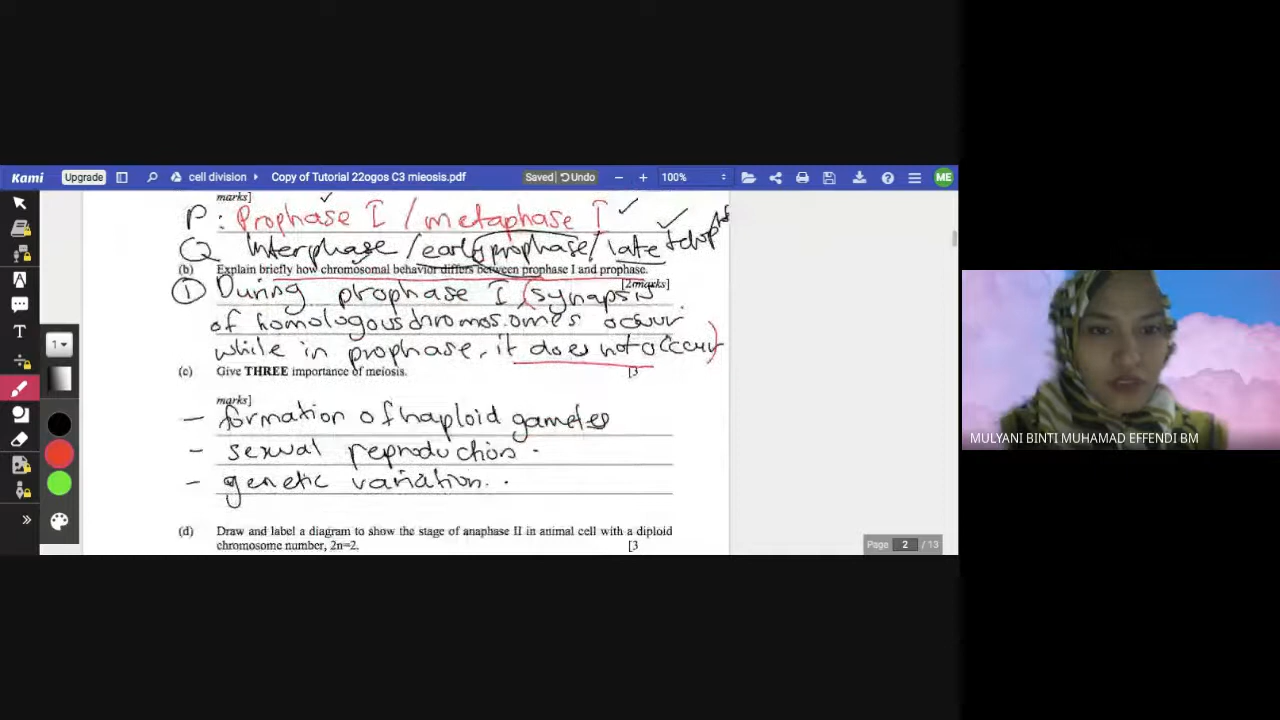 Kami Upgrade cell division Copy of Tutorial 22ogos C3 mieosis.pdf Saved Undo 100% ME
marks]
P: Prophase I / metaphase I
Q Interphase / early prophase / late
(b) Explain briefly how chromosomal behavior differs between prophase I and prophase.
[2marks]
① During prophase I, synapsis
of homologous chromosomes occur
while in prophase, it does not occur
(c) Give THREE importance of meiosis. [3
marks]
- formation of haploid gametes
- sexual reproduction.
- genetic variation.
(d) Draw and label a diagram to show the stage of anaphase II in animal cell with a diploid
chromosome number, 2n=2. [3
1
T
Page 2 / 13
MULYANI BINTI MUHAMAD EFFENDI BM